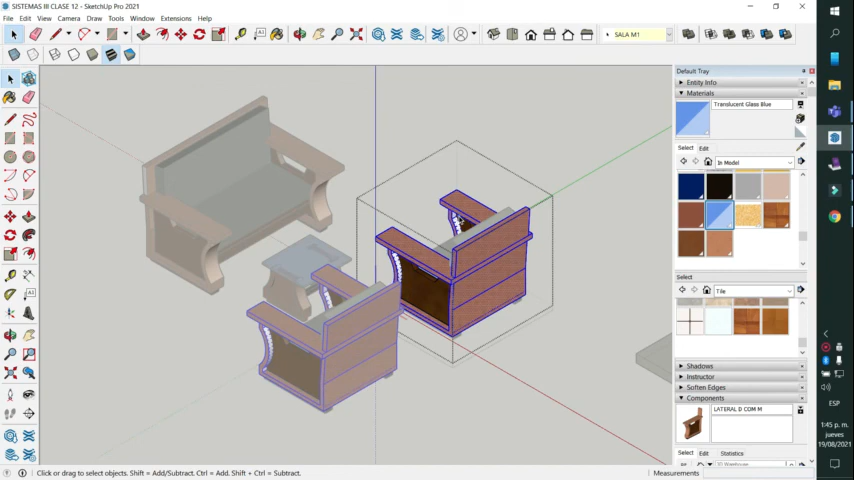 SISTEMAS III CLASE 12 - SketchUp Pro 2021
File Edit View Camera Draw Tools Window Extensions Help
SALA M1
Default Tray
Entity Info
Materials
Translucent Glass Blue
Select Edit
In Model
Select
Tile
Shadows
Instructor
Soften Edges
Components
LATERAL D COM M
Select Edit Statistics
Click or drag to select objects. Shift = Add/Subtract. Ctrl = Add. Shift + Ctrl = Subtract.
Measurements
ESP
1:45 p. m.
jueves
19/08/2021